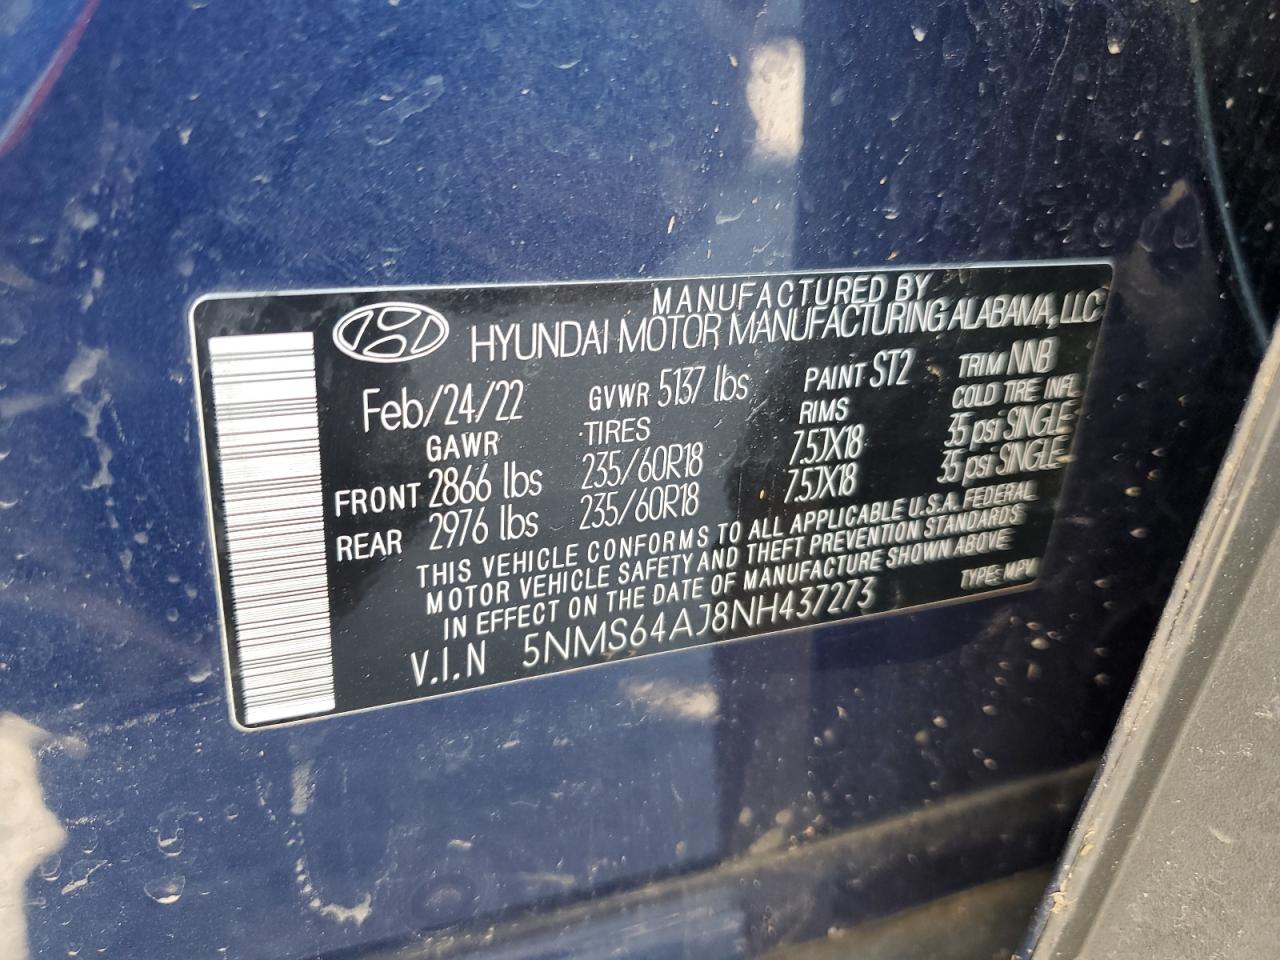 MANUFACTURED BY
HYUNDAI MOTOR MANUFACTURING ALABAMA, LLC
Feb/24/22 GVWR 5137 lbs PAINT ST2 TRIM NNB
GAWR TIRES RIMS COLD TIRE INFL
FRONT 2866 lbs 235/60R18 7.5JX18 35 psi SINGLE
REAR 2976 lbs 235/60R18 7.5JX18 35 psi SINGLE
THIS VEHICLE CONFORMS TO ALL APPLICABLE U.S.A. FEDERAL
MOTOR VEHICLE SAFETY AND THEFT PREVENTION STANDARDS
IN EFFECT ON THE DATE OF MANUFACTURE SHOWN ABOVE
V.I.N 5NMS64AJ8NH437273 TYPE: MPV